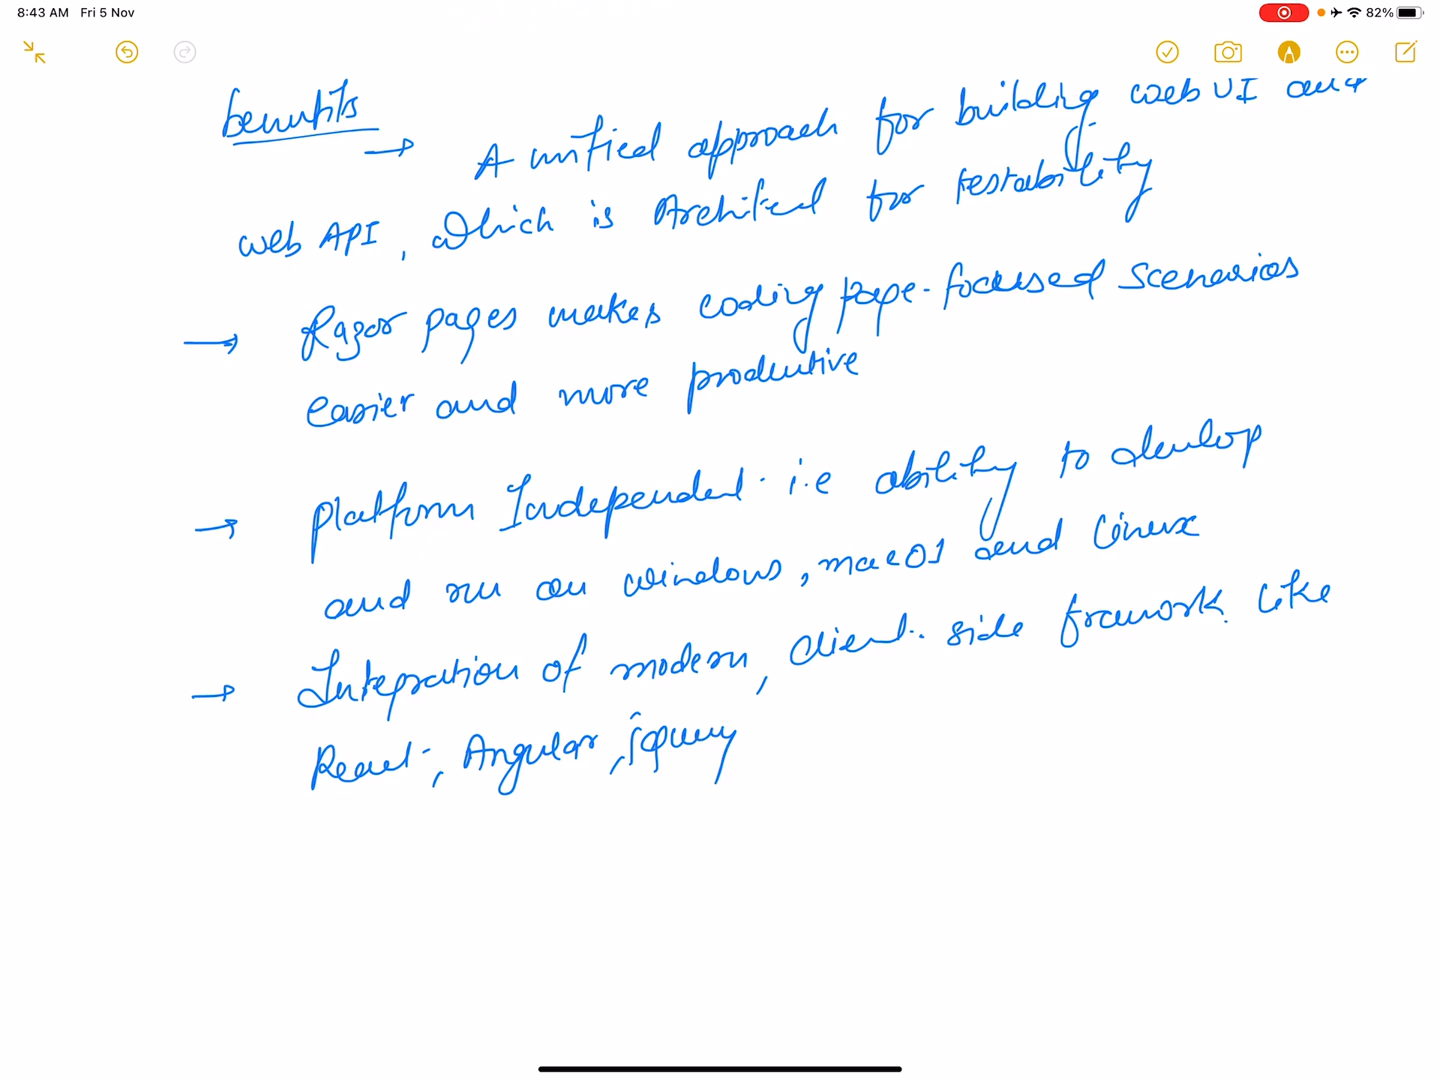 8:43 AM Fri 5 Nov
82%
benefits
→ A unified approach for building web UI and
web API, which is Architected for testability
→ Razor pages makes coding page-focused scenarios
easier and more productive
→ Platform Independent. i.e ability to develop
and run on windows, macOS and Linux
→ Integration of modern, client-side framework like
React, Angular, jquery